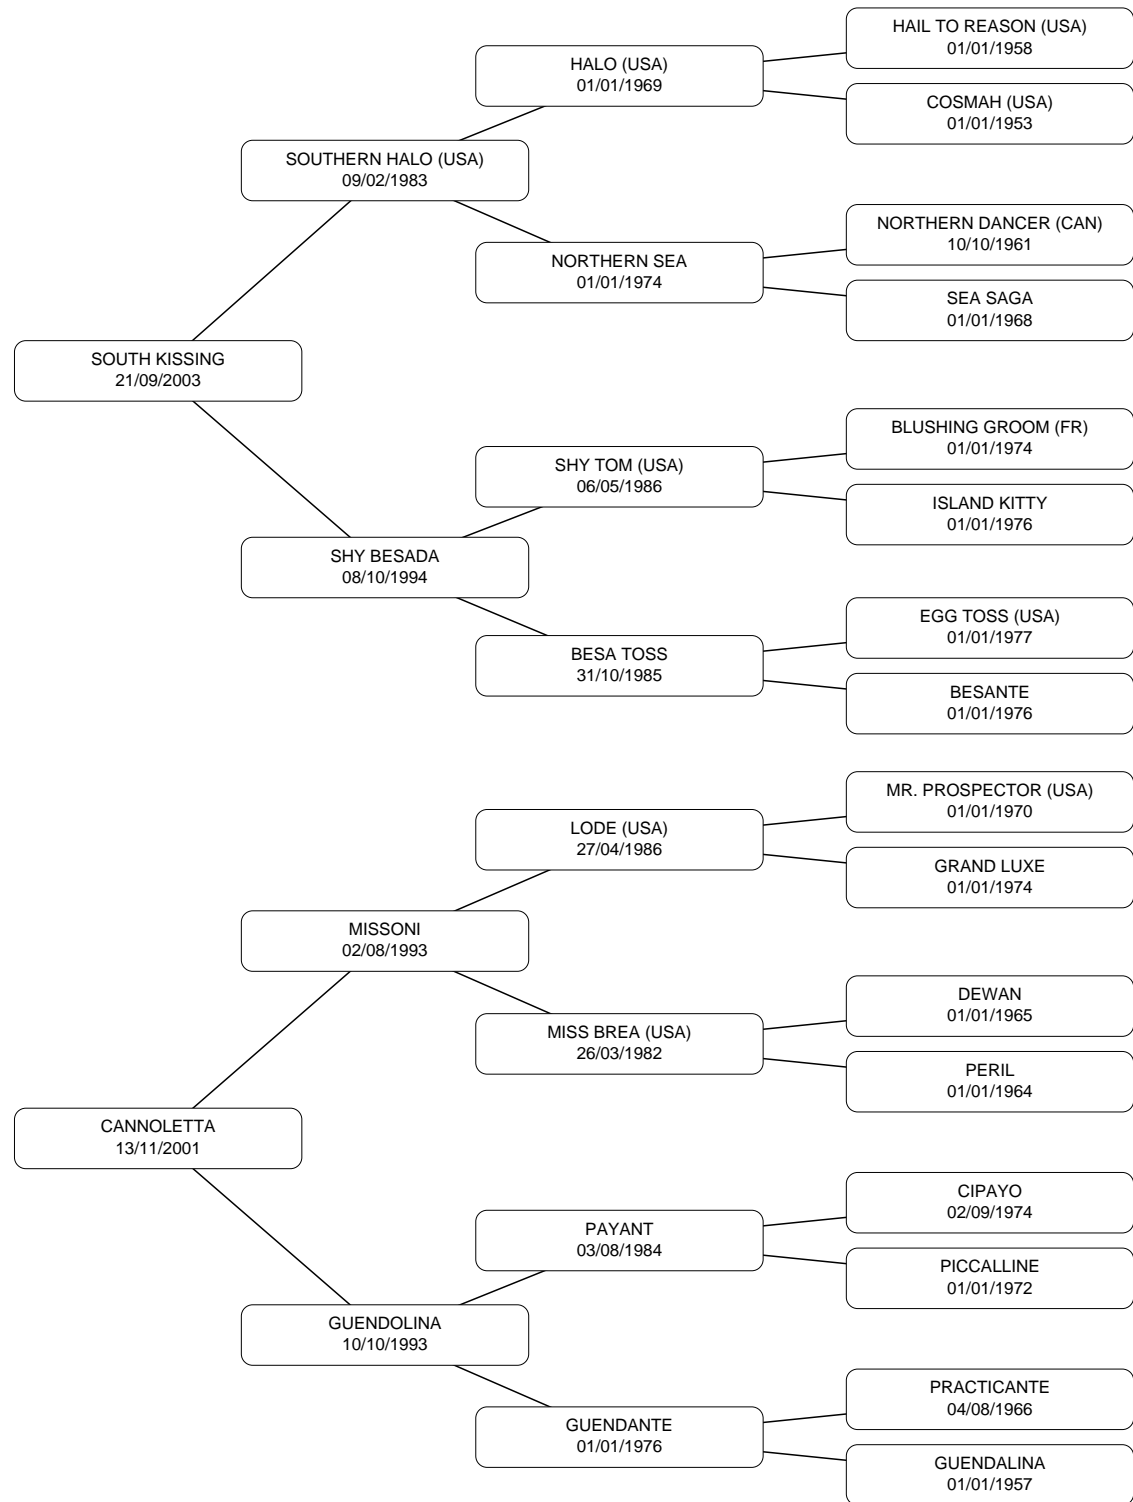 HAIL TO REASON (USA)
01/01/1958
HALO (USA)
01/01/1969
COSMAH (USA)
01/01/1953
SOUTHERN HALO (USA)
09/02/1983
NORTHERN DANCER (CAN)
10/10/1961
NORTHERN SEA
01/01/1974
SEA SAGA
01/01/1968
SOUTH KISSING
21/09/2003
BLUSHING GROOM (FR)
01/01/1974
SHY TOM (USA)
06/05/1986
ISLAND KITTY
01/01/1976
SHY BESADA
08/10/1994
EGG TOSS (USA)
01/01/1977
BESA TOSS
31/10/1985
BESANTE
01/01/1976
MR. PROSPECTOR (USA)
01/01/1970
LODE (USA)
27/04/1986
GRAND LUXE
01/01/1974
MISSONI
02/08/1993
DEWAN
01/01/1965
MISS BREA (USA)
26/03/1982
PERIL
01/01/1964
CANNOLETTA
13/11/2001
CIPAYO
02/09/1974
PAYANT
03/08/1984
PICCALLINE
01/01/1972
GUENDOLINA
10/10/1993
PRACTICANTE
04/08/1966
GUENDANTE
01/01/1976
GUENDALINA
01/01/1957